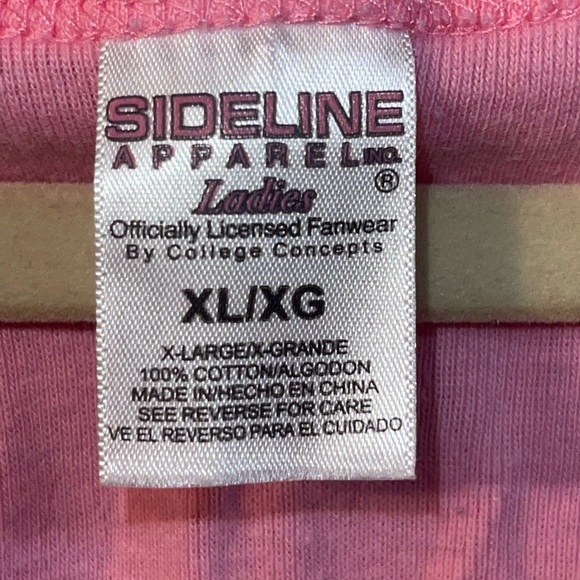 SIDELINE
APPAREL INC.
Ladies ®
Officially Licensed Fanwear
By College Concepts
XL/XG
X-LARGE/X-GRANDE
100% COTTON/ALGODON
MADE IN/HECHO EN CHINA
SEE REVERSE FOR CARE
VE EL REVERSO PARA EL CUIDADO